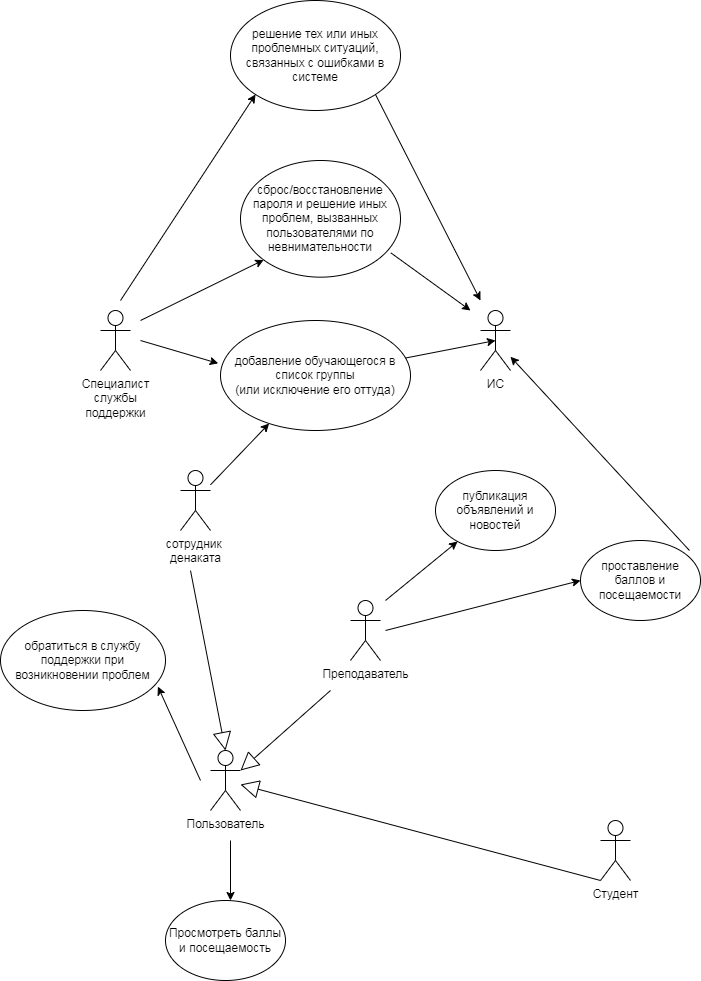 решение тех или иных
проблемных ситуаций,
связанных с ошибками в
системе
сброс/восстановление
пароля и решение иных
проблем, вызванных
пользователями по
невнимательности
Специалист
службы
поддержки
добавление обучающегося в
список группы
(или исключение его оттуда)
ИС
сотрудник
денаката
публикация
объявлений и
новостей
проставление
баллов и
посещаемости
обратиться в службу
поддержки при
возникновении проблем
Преподаватель
Пользователь
Студент
Просмотреть баллы
и посещаемость